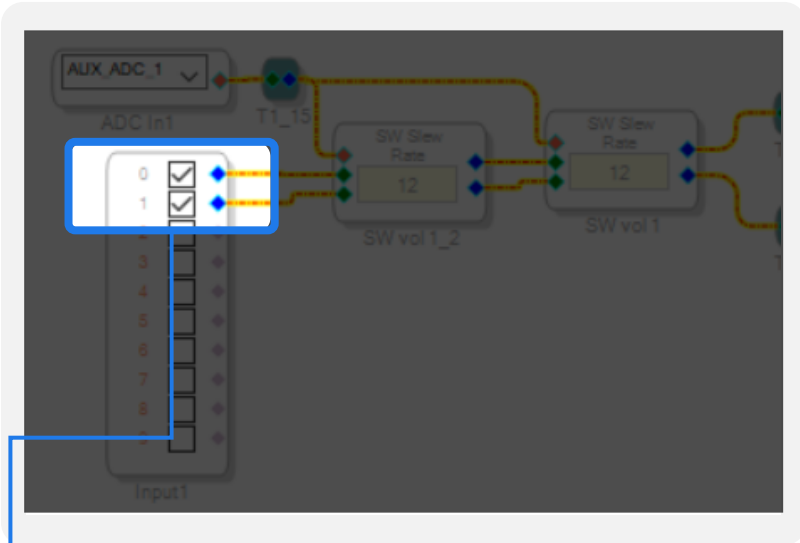 AUX_ADC_1
ADC In1
T1_15
SW Slew
Rate
12
SW vol 1_2
SW Slew
Rate
12
SW vol 1
0
1
2
3
4
5
6
7
8
9
Input1